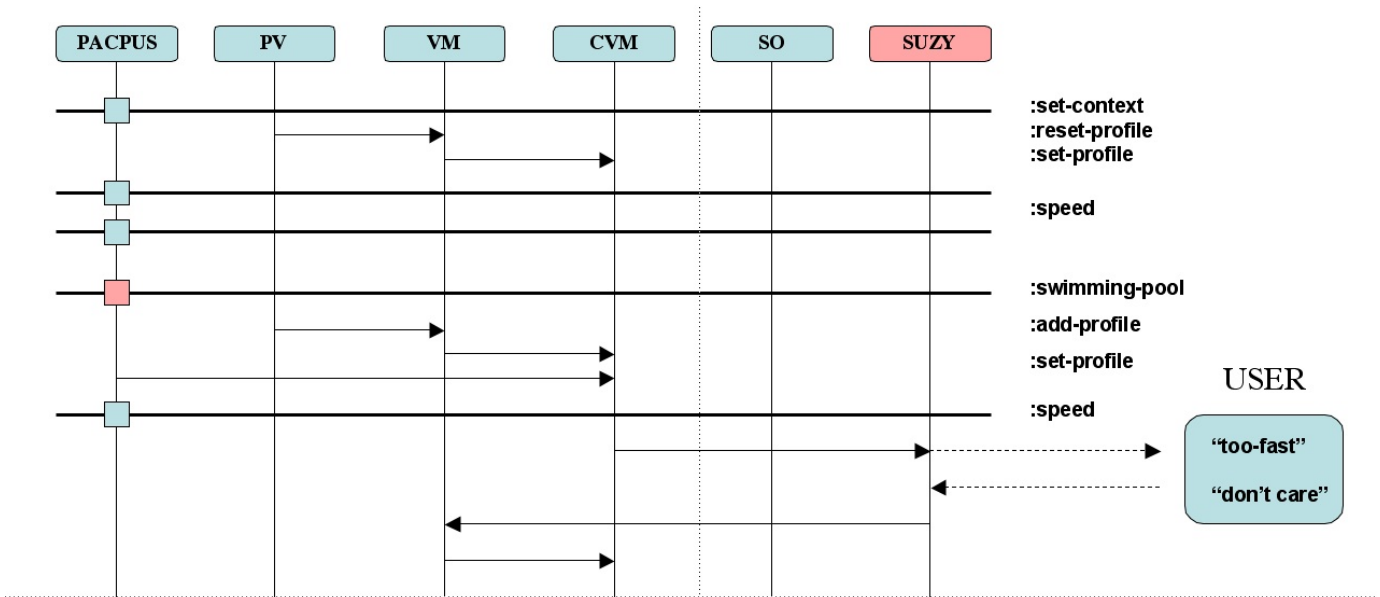 PACPUS PV VM CVM SO SUZY
:set-context
:reset-profile
:set-profile
:speed
:swimming-pool
:add-profile
:set-profile
USER
:speed
“too-fast”
“don’t care”